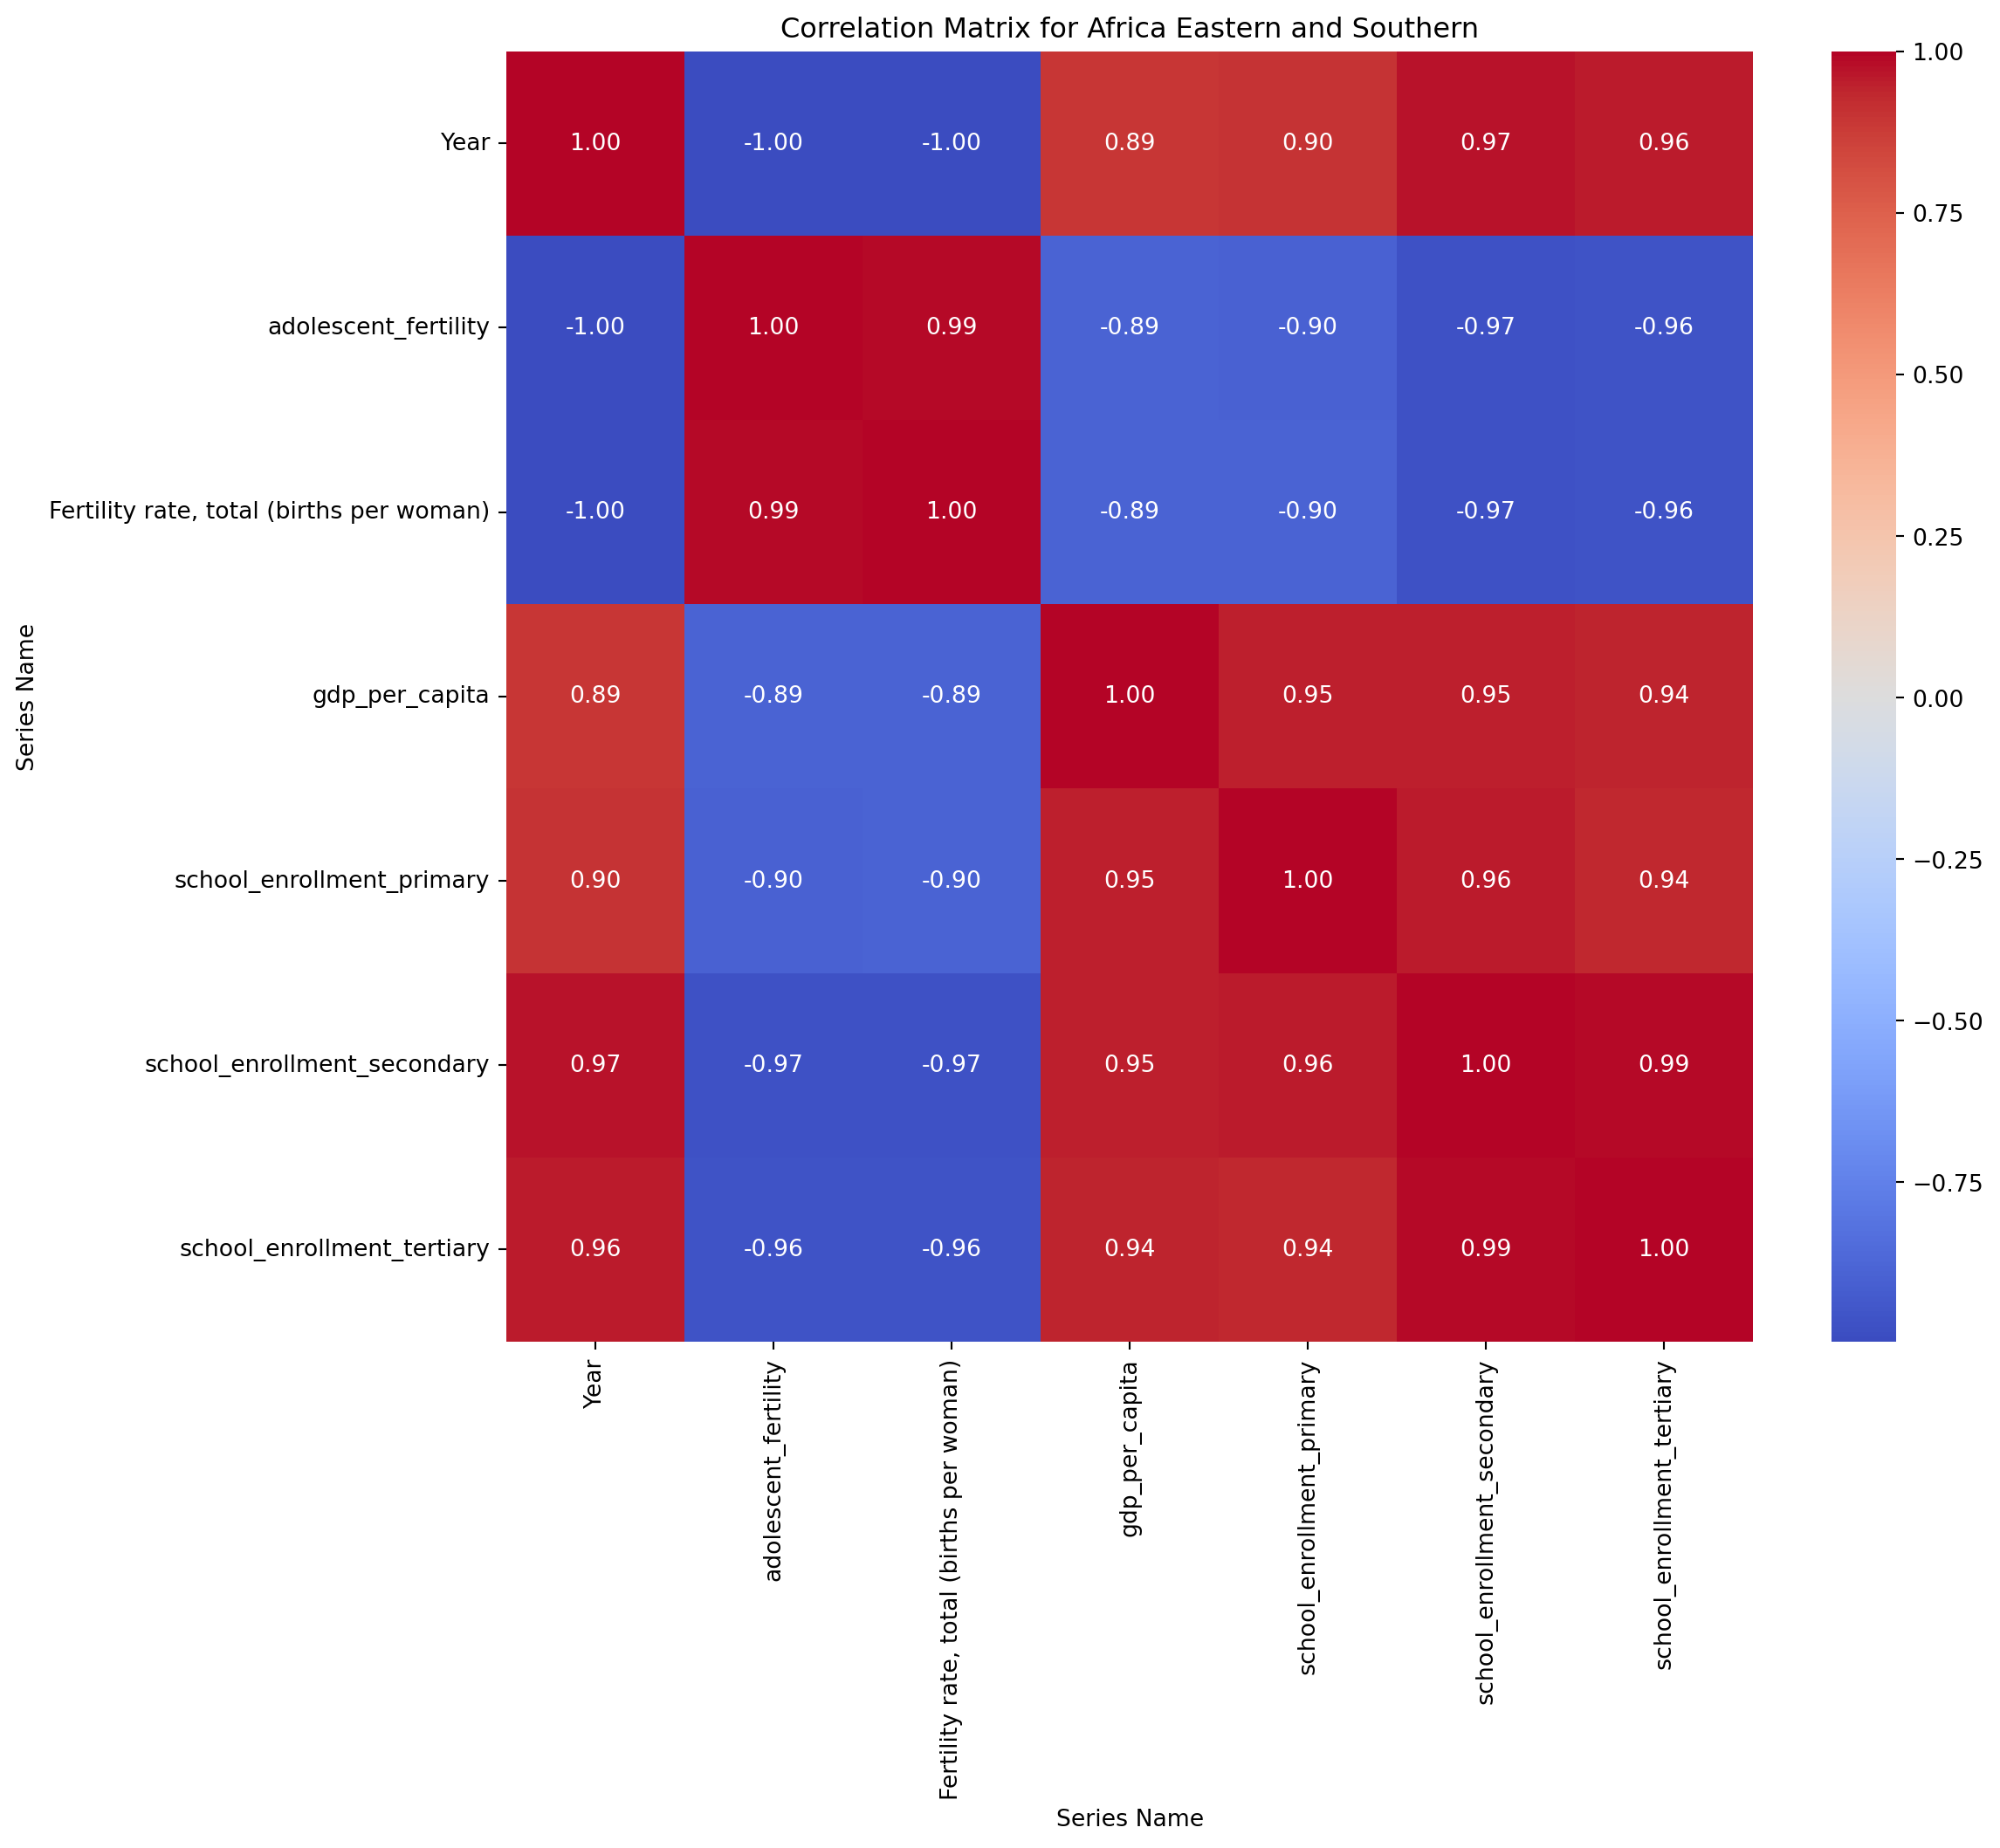 Correlation Matrix for Africa Eastern and Southern
Year 1.00 -1.00 -1.00 0.89 0.90 0.97 0.96
adolescent_fertility -1.00 1.00 0.99 -0.89 -0.90 -0.97 -0.96
Fertility rate, total (births per woman) -1.00 0.99 1.00 -0.89 -0.90 -0.97 -0.96
gdp_per_capita 0.89 -0.89 -0.89 1.00 0.95 0.95 0.94
school_enrollment_primary 0.90 -0.90 -0.90 0.95 1.00 0.96 0.94
school_enrollment_secondary 0.97 -0.97 -0.97 0.95 0.96 1.00 0.99
school_enrollment_tertiary 0.96 -0.96 -0.96 0.94 0.94 0.99 1.00
Series Name
Year
adolescent_fertility
Fertility rate, total (births per woman)
gdp_per_capita
school_enrollment_primary
school_enrollment_secondary
school_enrollment_tertiary
Series Name
1.00
0.75
0.50
0.25
0.00
−0.25
−0.50
−0.75